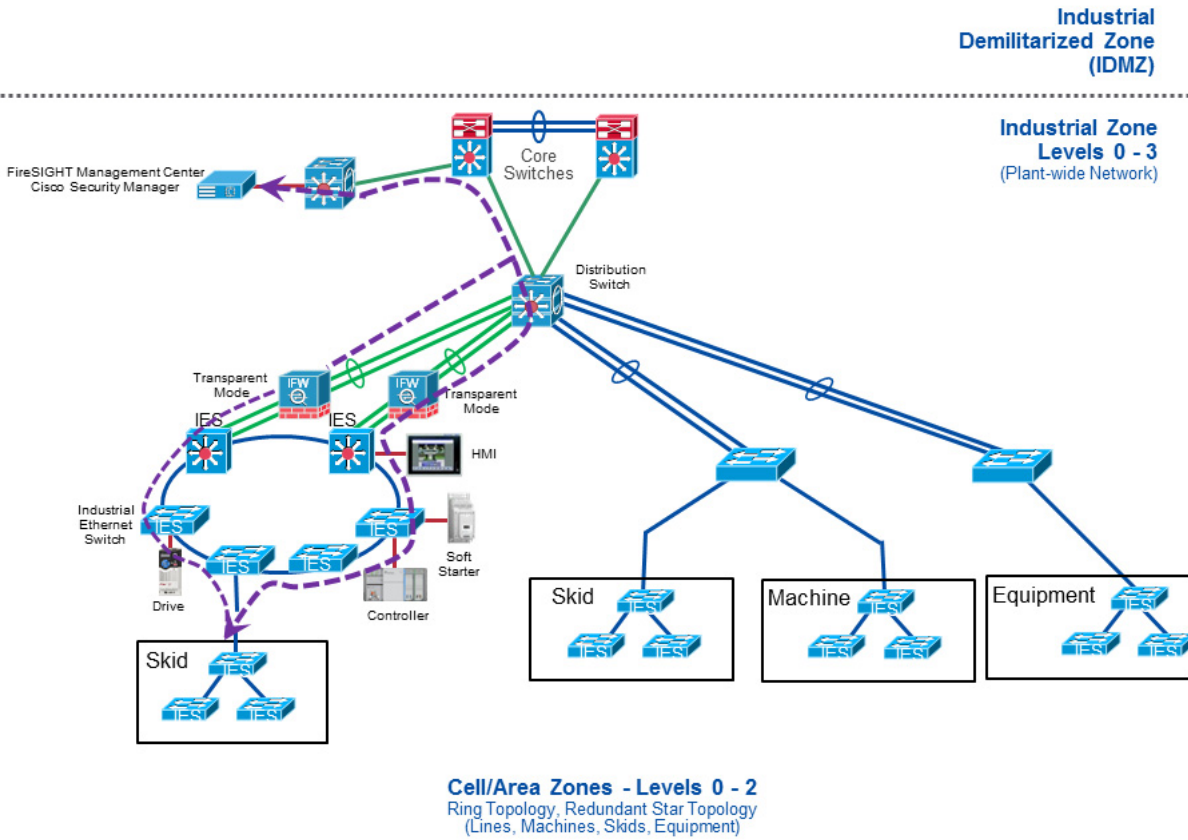 Industrial
Demilitarized Zone
(IDMZ)
Industrial Zone
Levels 0 - 3
(Plant-wide Network)
Core
Switches
FireSIGHT Management Center
Cisco Security Manager
Distribution
Switch
Transparent
Mode
IFW
IFW
Transparent
Mode
IES
IES
HMI
Industrial
Ethernet
Switch
IES
IES
IES
IES
Soft
Starter
Drive
Controller
Skid
IES
IES
IES
Skid
IES
IES
IES
Machine
IES
IES
IES
Equipment
IES
IES
IES
Cell/Area Zones - Levels 0 - 2
Ring Topology, Redundant Star Topology
(Lines, Machines, Skids, Equipment)